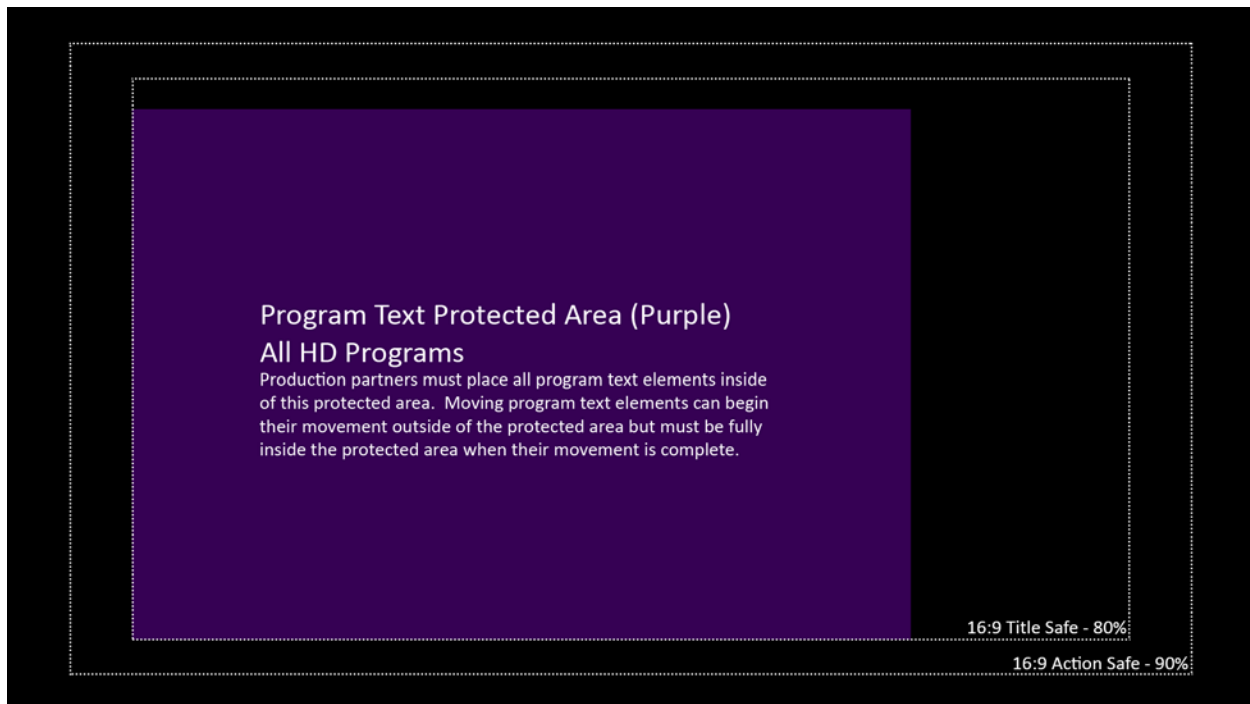 Program Text Protected Area (Purple)
All HD Programs
Production partners must place all program text elements inside
of this protected area.  Moving program text elements can begin
their movement outside of the protected area but must be fully
inside the protected area when their movement is complete.
16:9 Title Safe - 80%
16:9 Action Safe - 90%